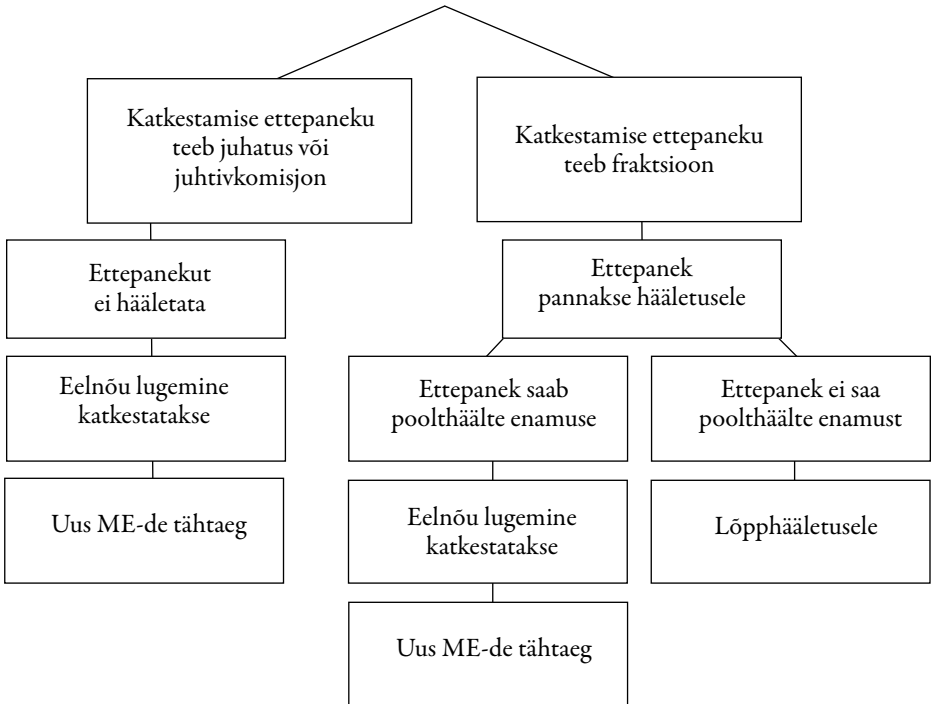 Katkestamise ettepaneku
teeb juhatus või
juhtivkomisjon
Katkestamise ettepaneku
teeb fraktsioon
Ettepanekut
ei hääletata
Ettepanek
pannakse hääletusele
Eelnõu lugemine
katkestatakse
Ettepanek saab
poolthäälte enamuse
Ettepanek ei saa
poolthäälte enamust
Uus ME-de tähtaeg
Eelnõu lugemine
katkestatakse
Lõpphääletusele
Uus ME-de tähtaeg